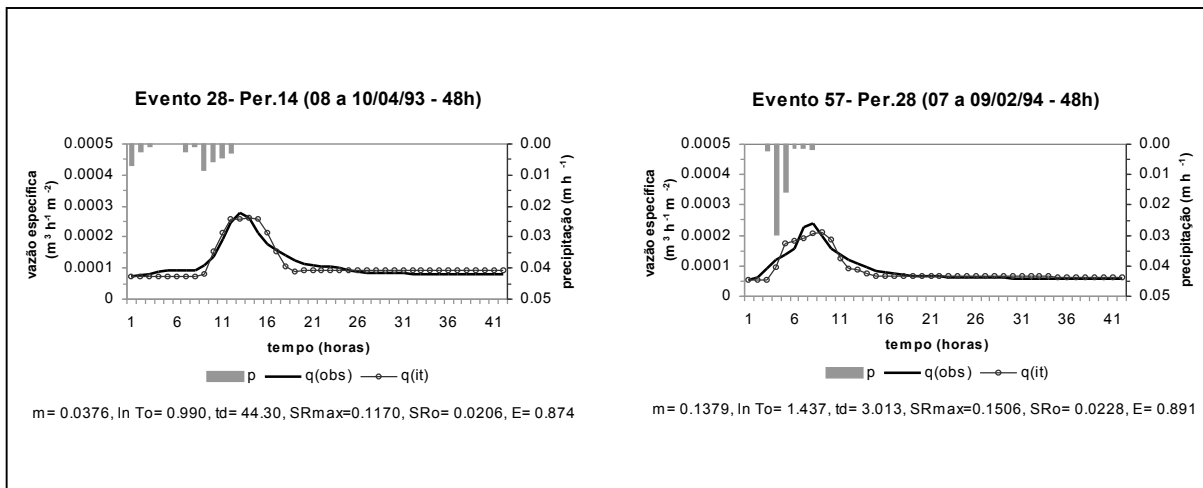 Evento 28- Per.14 (08 a 10/04/93 - 48h)
vazão específica
(m³ h⁻¹ m⁻²)
0.0005
0.0004
0.0003
0.0002
0.0001
0
0.00
0.01
0.02
0.03
0.04
0.05
precipitação (m h⁻¹)
1 6 11 16 21 26 31 36 41
tempo (horas)
p q(obs) q(it)
m= 0.0376, ln To= 0.990, td= 44.30, SRmax=0.1170, SRo= 0.0206, E= 0.874
Evento 57- Per.28 (07 a 09/02/94 - 48h)
vazão específica
(m³ h⁻¹ m⁻²)
0.0005
0.0004
0.0003
0.0002
0.0001
0
0.00
0.01
0.02
0.03
0.04
0.05
precipitação (m h⁻¹)
1 6 11 16 21 26 31 36 41
tempo (horas)
p q(obs) q(it)
m= 0.1379, ln To= 1.437, td= 3.013, SRmax=0.1506, SRo= 0.0228, E= 0.891